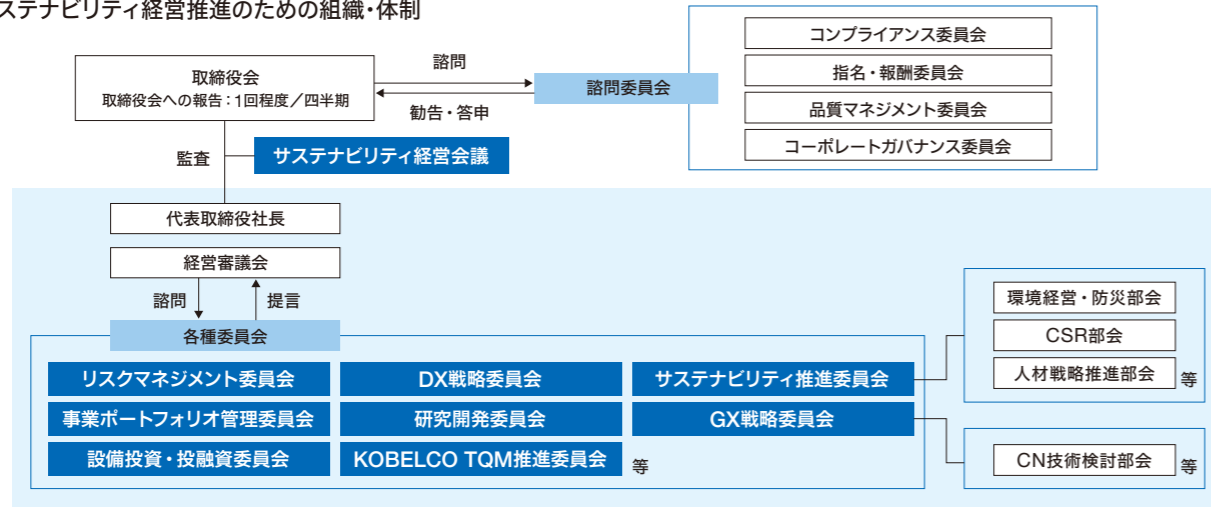 ステナビリティ経営推進のための組織・体制
取締役会
取締役会への報告：1回程度／四半期
諮問
勧告・答申
諮問委員会
コンプライアンス委員会
指名・報酬委員会
品質マネジメント委員会
コーポレートガバナンス委員会
監査
サステナビリティ経営会議
代表取締役社長
経営審議会
諮問
提言
各種委員会
リスクマネジメント委員会
DX戦略委員会
サステナビリティ推進委員会
事業ポートフォリオ管理委員会
研究開発委員会
GX戦略委員会
設備投資・投融資委員会
KOBELCO TQM推進委員会
等
環境経営・防災部会
CSR部会
人材戦略推進部会
等
CN技術検討部会
等